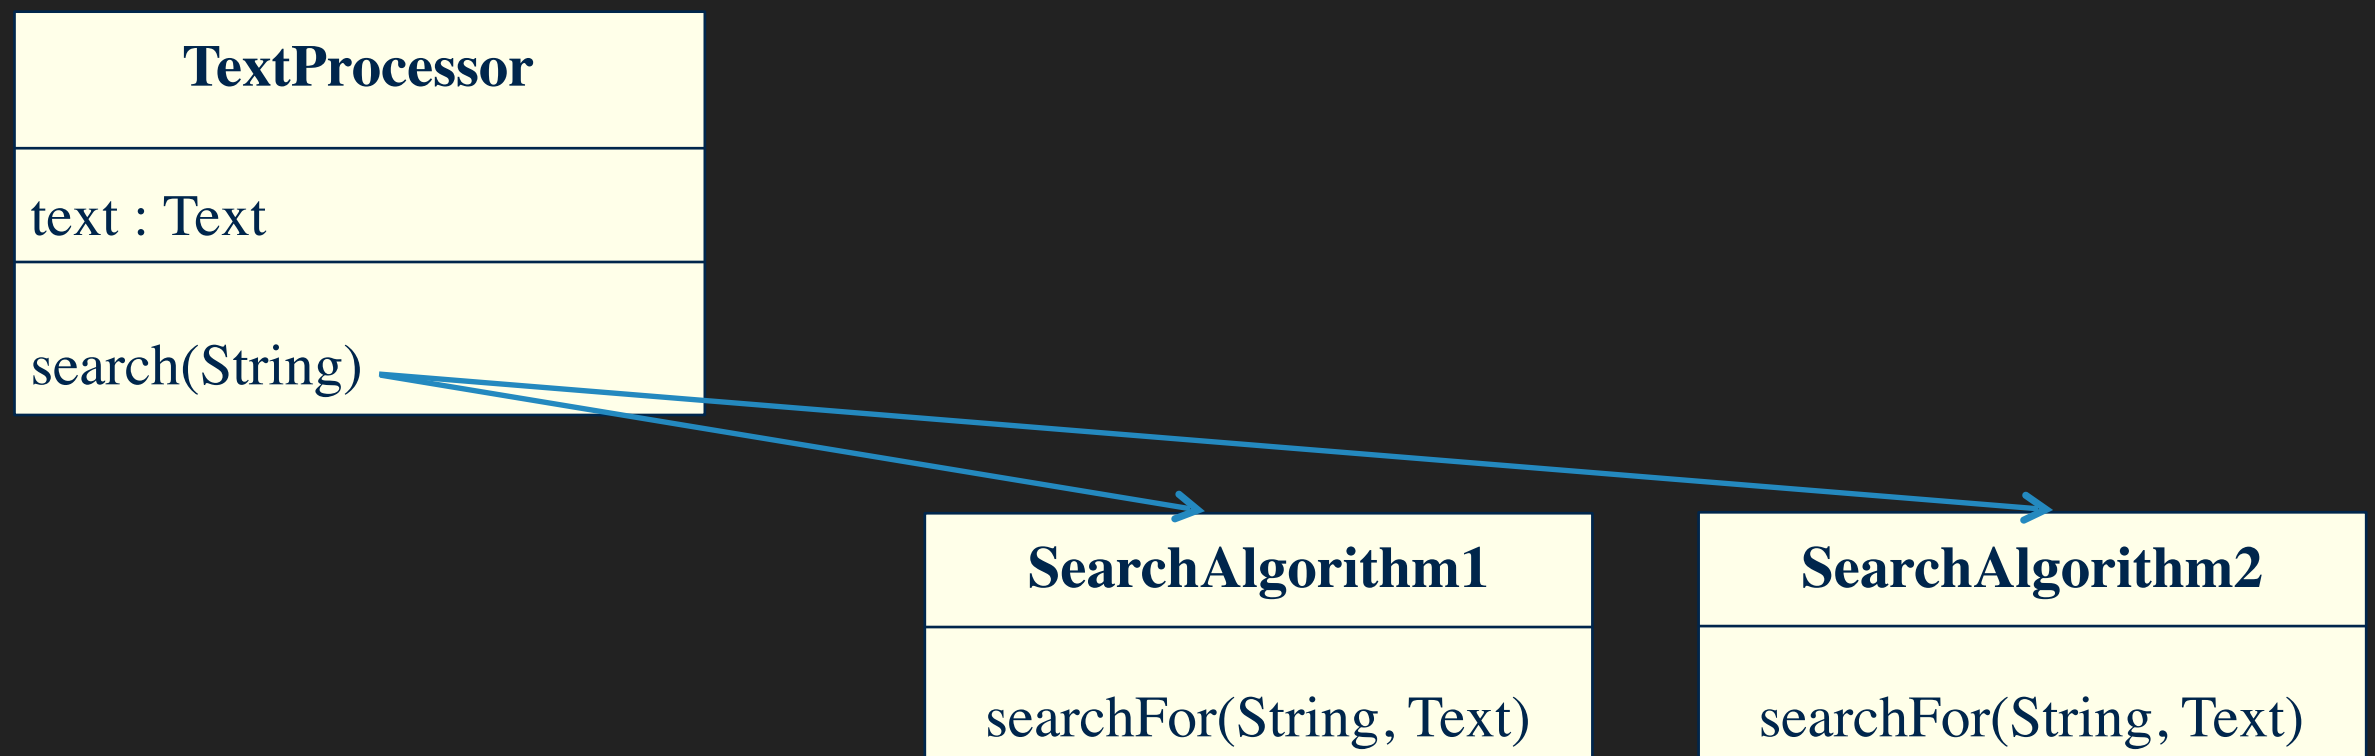 TextProcessor
text : Text
search(String)
SearchAlgorithm1
searchFor(String, Text)
SearchAlgorithm2
searchFor(String, Text)